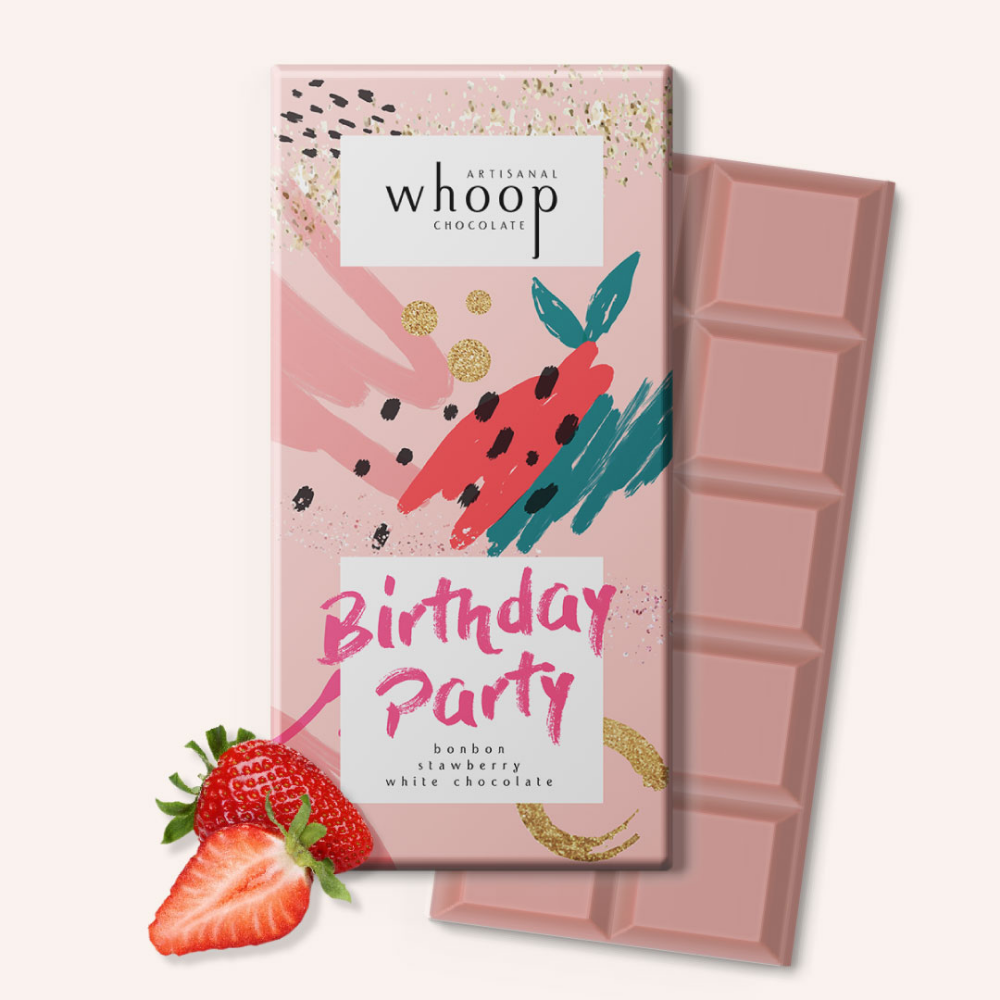 ARTISANAL
whoop
CHOCOLATE
Birthday
Party
bonbon
stawberry
white chocolate